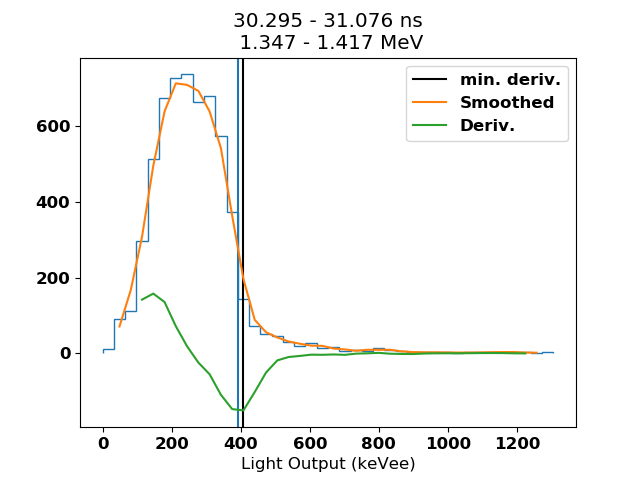 30.295 - 31.076 ns
1.347 - 1.417 MeV
min. deriv.
Smoothed
Deriv.
600
400
200
0
0 200 400 600 800 1000 1200
Light Output (keVee)